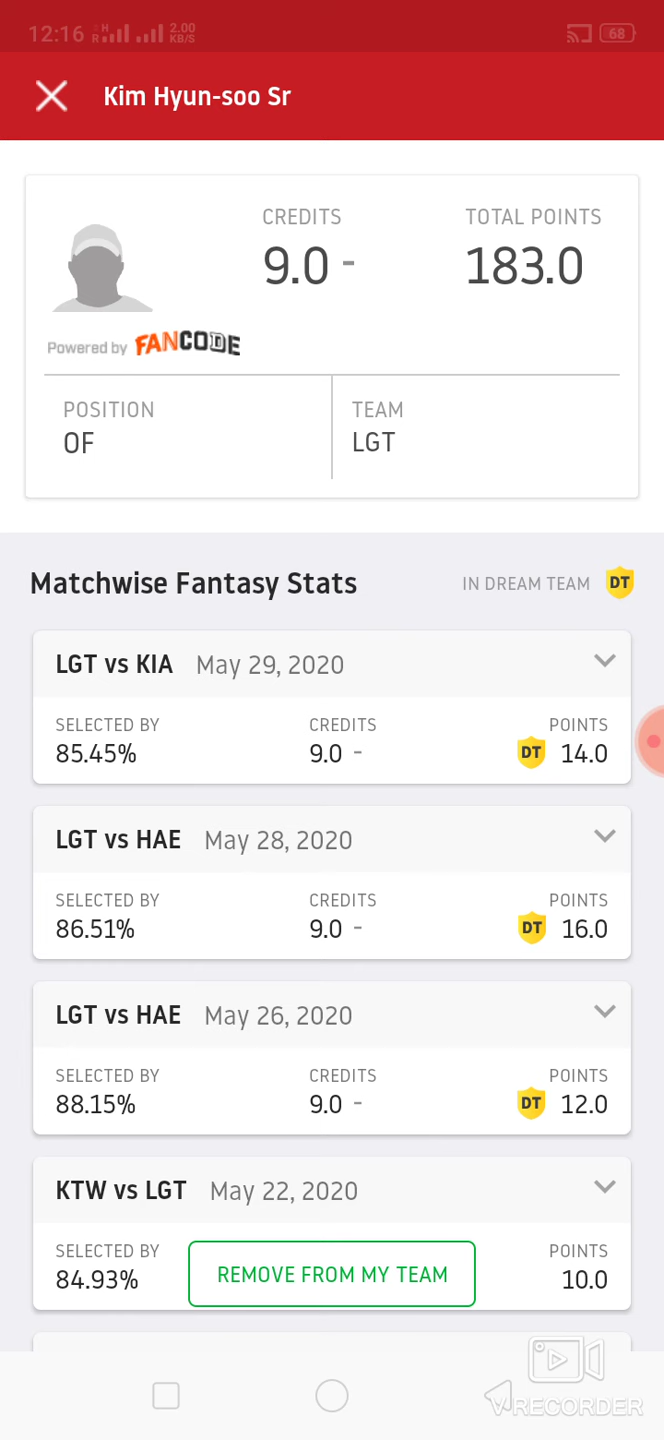 12:16 R H 2.00 KB/S 68
Kim Hyun-soo Sr
CREDITS TOTAL POINTS
9.0 - 183.0
Powered by FANCODE
POSITION TEAM
OF LGT
Matchwise Fantasy Stats IN DREAM TEAM DT
LGT vs KIA May 29, 2020
SELECTED BY CREDITS POINTS
85.45% 9.0 - DT 14.0
LGT vs HAE May 28, 2020
SELECTED BY CREDITS POINTS
86.51% 9.0 - DT 16.0
LGT vs HAE May 26, 2020
SELECTED BY CREDITS POINTS
88.15% 9.0 - DT 12.0
KTW vs LGT May 22, 2020
SELECTED BY POINTS
84.93% REMOVE FROM MY TEAM 10.0
V RECORDER